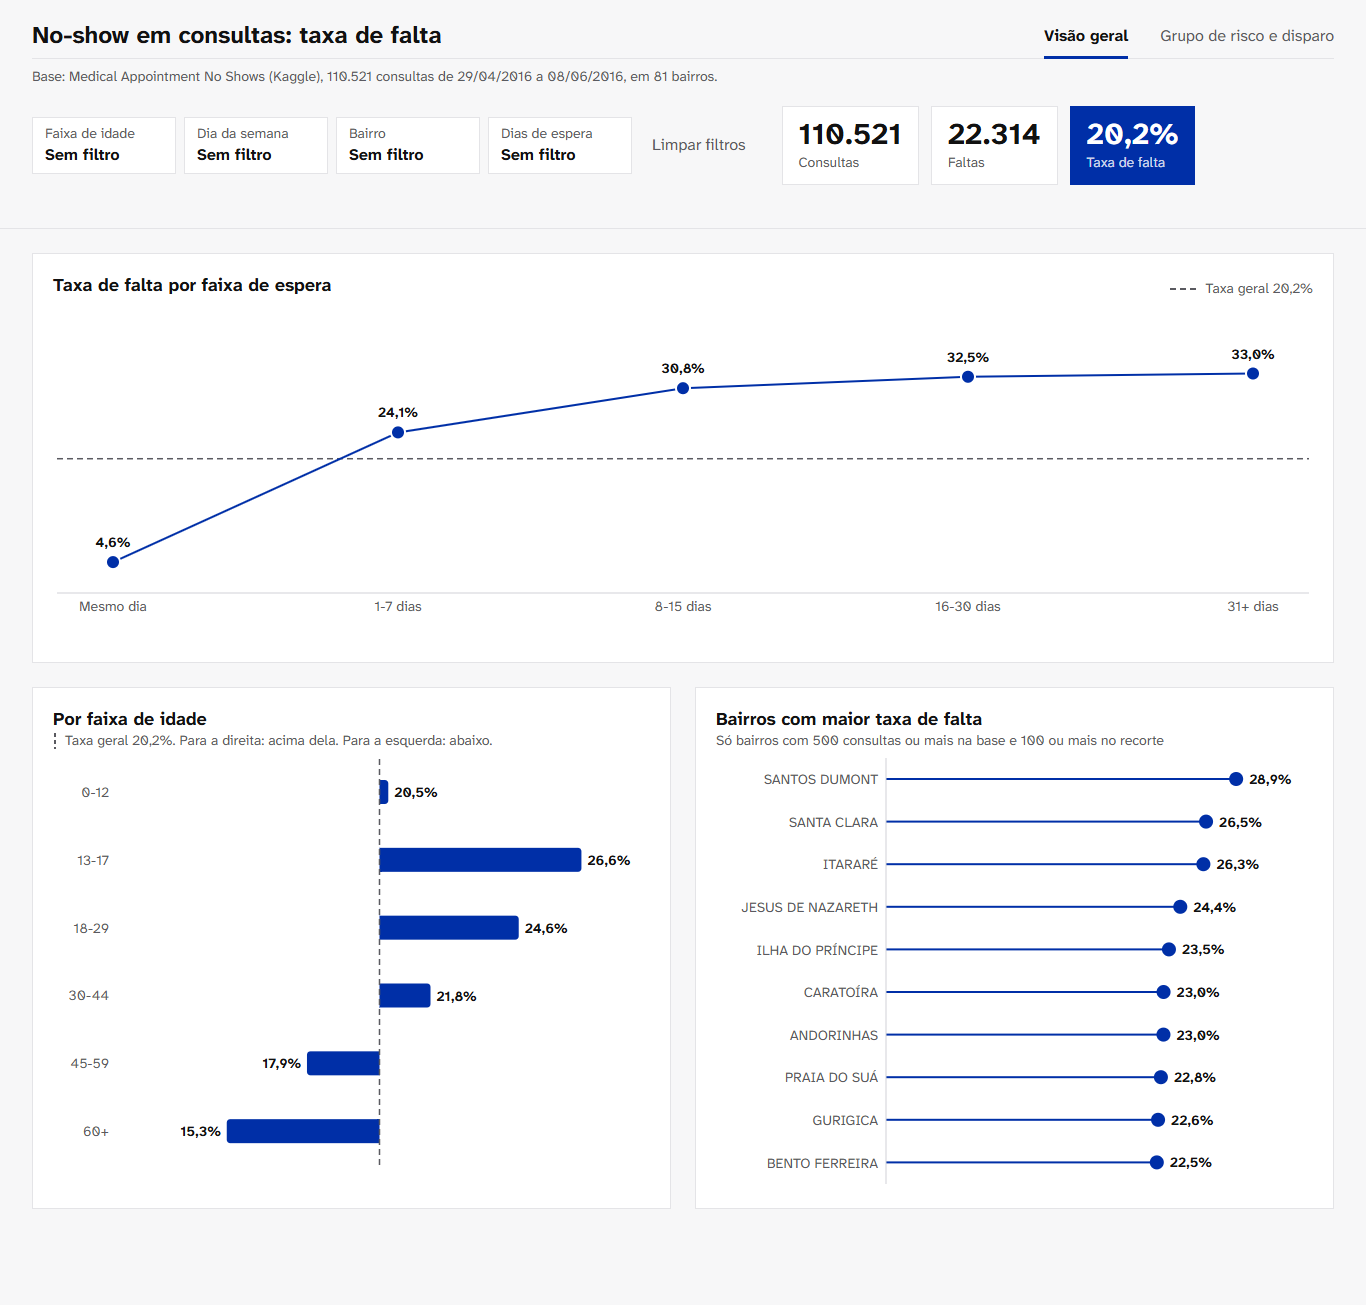 No-show em consultas: taxa de falta
Visão geral
Grupo de risco e disparo
Base: Medical Appointment No Shows (Kaggle), 110.521 consultas de 29/04/2016 a 08/06/2016, em 81 bairros.
Faixa de idade
Sem filtro
Dia da semana
Sem filtro
Bairro
Sem filtro
Dias de espera
Sem filtro
Limpar filtros
110.521
Consultas
22.314
Faltas
20,2%
Taxa de falta
Taxa de falta por faixa de espera
Taxa geral 20,2%
4,6%
24,1%
30,8%
32,5%
33,0%
Mesmo dia
1-7 dias
8-15 dias
16-30 dias
31+ dias
Por faixa de idade
Taxa geral 20,2%. Para a direita: acima dela. Para a esquerda: abaixo.
0-12 20,5%
13-17 26,6%
18-29 24,6%
30-44 21,8%
45-59 17,9%
60+ 15,3%
Bairros com maior taxa de falta
Só bairros com 500 consultas ou mais na base e 100 ou mais no recorte
SANTOS DUMONT 28,9%
SANTA CLARA 26,5%
ITARARÉ 26,3%
JESUS DE NAZARETH 24,4%
ILHA DO PRÍNCIPE 23,5%
CARATOÍRA 23,0%
ANDORINHAS 23,0%
PRAIA DO SUÁ 22,8%
GURIGICA 22,6%
BENTO FERREIRA 22,5%